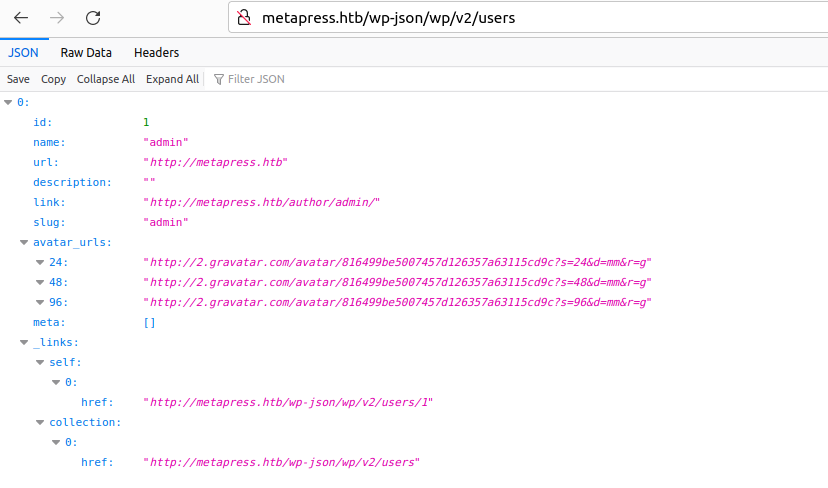 metapress.htb/wp-json/wp/v2/users
JSON Raw Data Headers
Save Copy Collapse All Expand All Filter JSON
0:
id: 1
name: "admin"
url: "http://metapress.htb"
description: ""
link: "http://metapress.htb/author/admin/"
slug: "admin"
avatar_urls:
24: "http://2.gravatar.com/avatar/816499be5007457d126357a63115cd9c?s=24&d=mm&r=g"
48: "http://2.gravatar.com/avatar/816499be5007457d126357a63115cd9c?s=48&d=mm&r=g"
96: "http://2.gravatar.com/avatar/816499be5007457d126357a63115cd9c?s=96&d=mm&r=g"
meta: []
_links:
self:
0:
href: "http://metapress.htb/wp-json/wp/v2/users/1"
collection:
0:
href: "http://metapress.htb/wp-json/wp/v2/users"